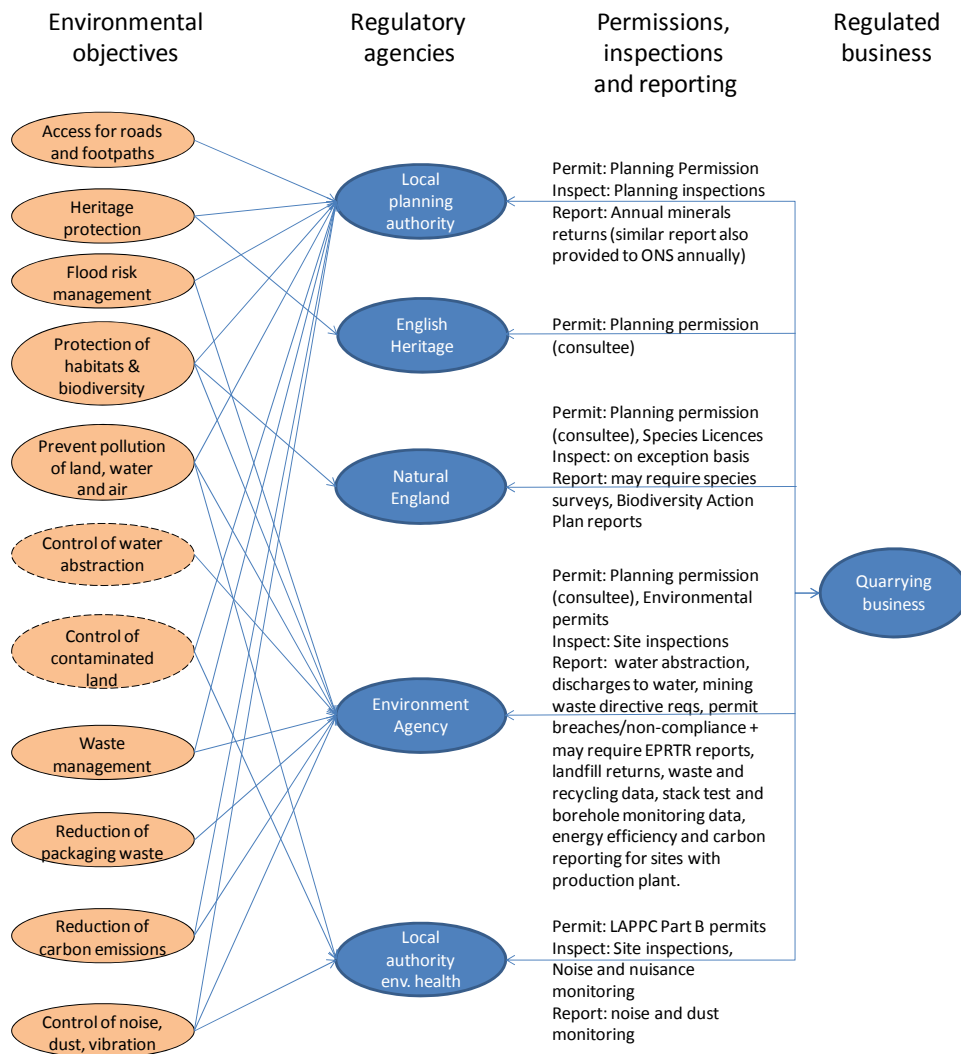 Environmental
objectives
Regulatory
agencies
Permissions,
inspections
and reporting
Regulated
business
Access for roads
and footpaths
Heritage
protection
Flood risk
management
Protection of
habitats &
biodiversity
Prevent pollution
of land, water
and air
Control of water
abstraction
Control of
contaminated
land
Waste
management
Reduction of
packaging waste
Reduction of
carbon emissions
Control of noise,
dust, vibration
Local
planning
authority
English
Heritage
Natural
England
Environment
Agency
Local
authority
env. health
Permit: Planning Permission
Inspect: Planning inspections
Report: Annual minerals
returns (similar report also
provided to ONS annually)
Permit: Planning permission
(consultee)
Permit: Planning permission
(consultee), Species Licences
Inspect: on exception basis
Report: may require species
surveys, Biodiversity Action
Plan reports
Permit: Planning permission
(consultee), Environmental
permits
Inspect: Site inspections
Report: water abstraction,
discharges to water, mining
waste directive reqs, permit
breaches/non-compliance +
may require EPRTR reports,
landfill returns, waste and
recycling data, stack test and
borehole monitoring data,
energy efficiency and carbon
reporting for sites with
production plant.
Permit: LAPPC Part B permits
Inspect: Site inspections,
Noise and nuisance
monitoring
Report: noise and dust
monitoring
Quarrying
business